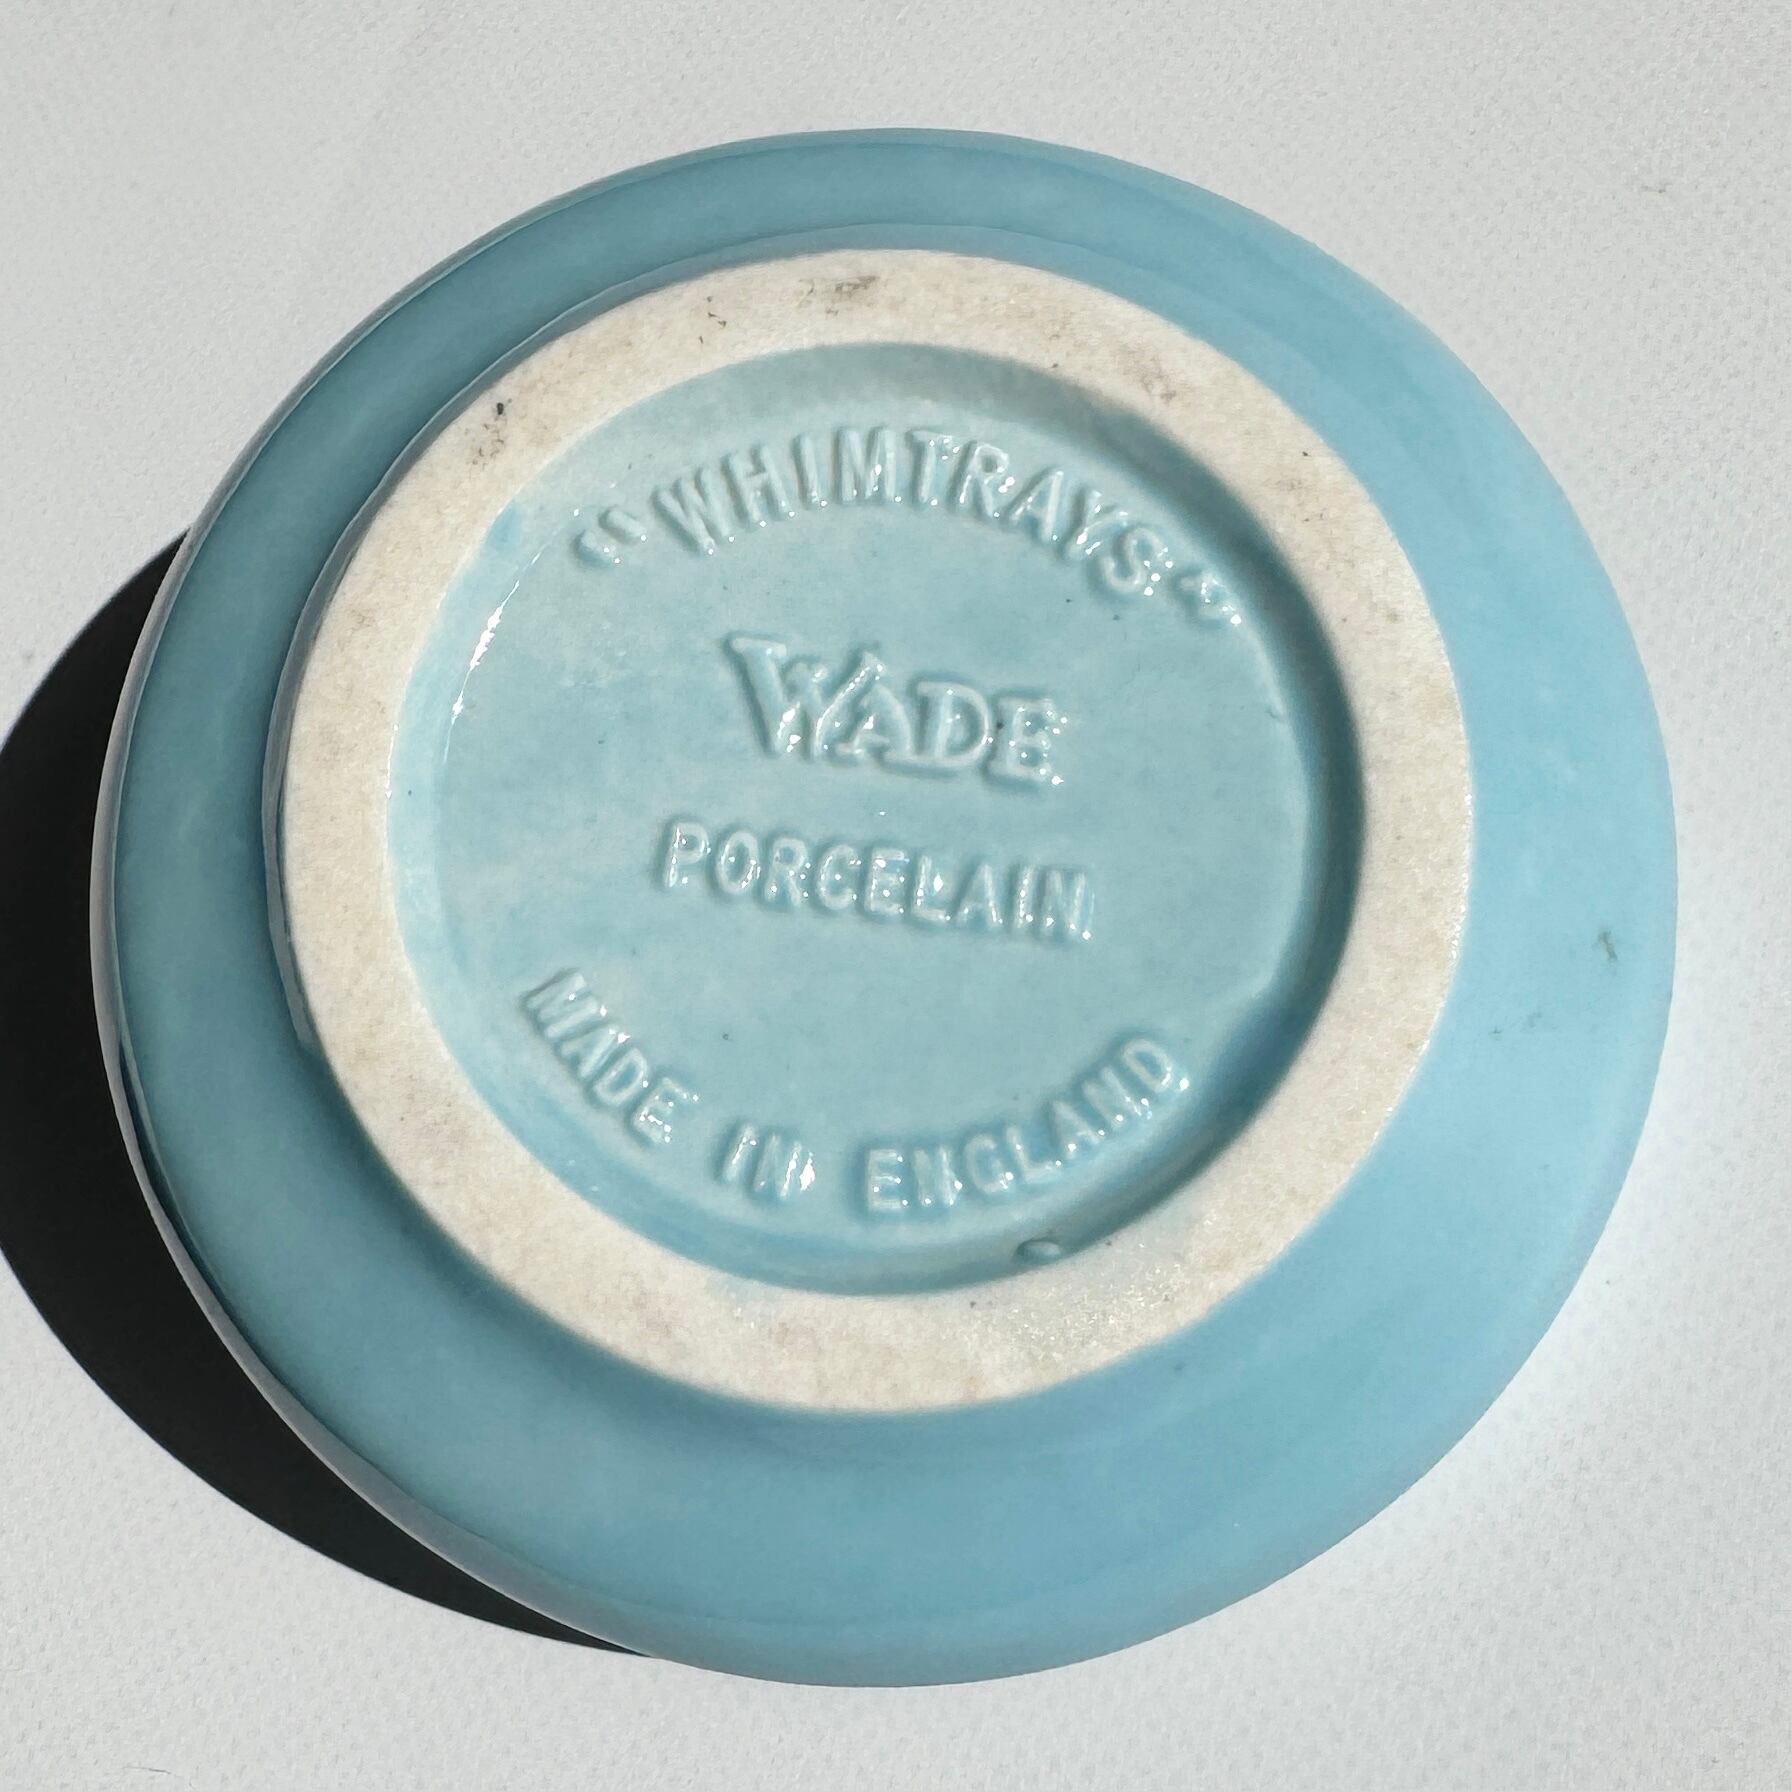 "WHIMTRAYS"
WADE
PORCELAIN
MADE IN ENGLAND